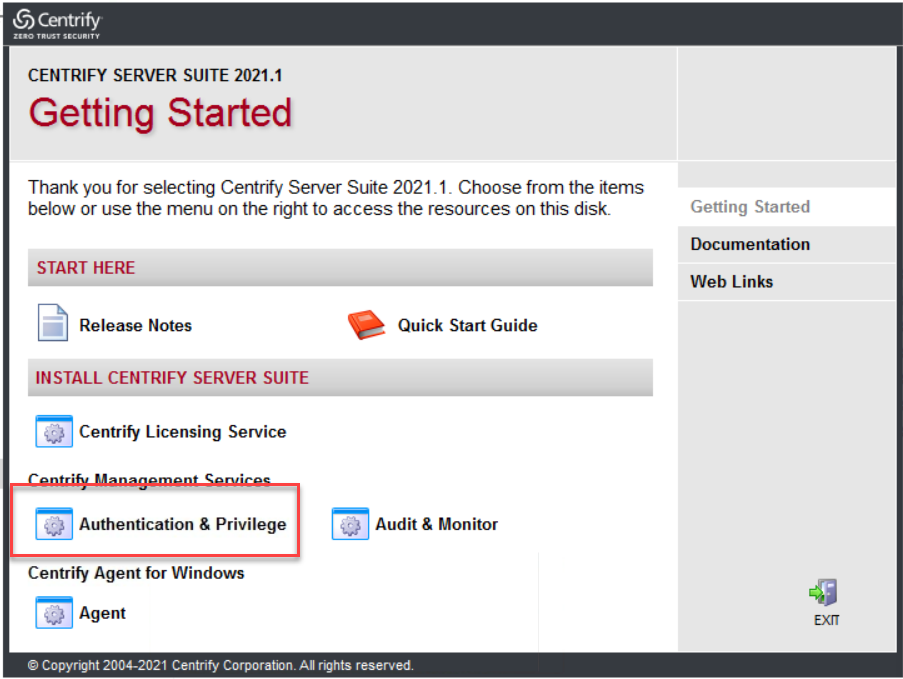 Centrify
ZERO TRUST SECURITY
CENTRIFY SERVER SUITE 2021.1
Getting Started
Thank you for selecting Centrify Server Suite 2021.1. Choose from the items
below or use the menu on the right to access the resources on this disk.
START HERE
Release Notes
Quick Start Guide
INSTALL CENTRIFY SERVER SUITE
Centrify Licensing Service
Centrify Management Services
Authentication & Privilege
Audit & Monitor
Centrify Agent for Windows
Agent
Getting Started
Documentation
Web Links
EXIT
© Copyright 2004-2021 Centrify Corporation. All rights reserved.